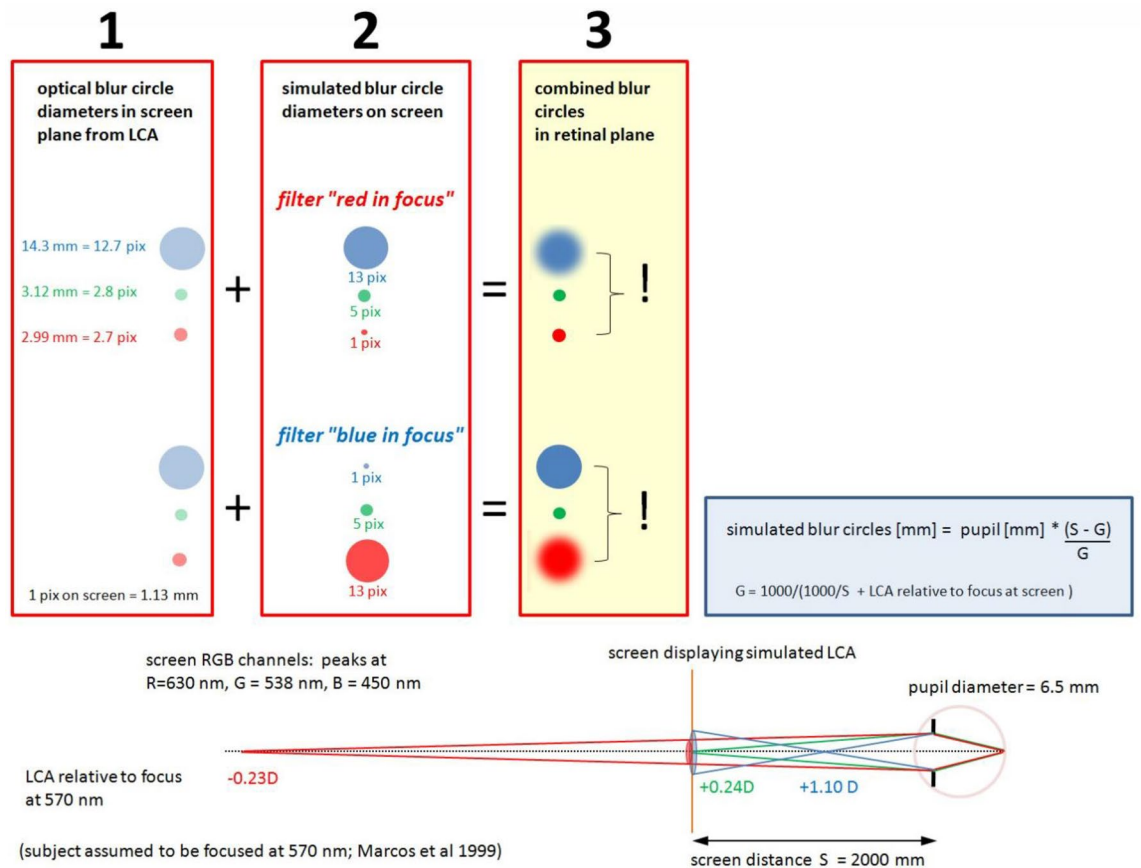 1
optical blur circle
diameters in screen
plane from LCA
14.3 mm = 12.7 pix
3.12 mm = 2.8 pix
2.99 mm = 2.7 pix
1 pix on screen = 1.13 mm
+
+
2
simulated blur circle
diameters on screen
filter "red in focus"
13 pix
5 pix
1 pix
filter "blue in focus"
1 pix
5 pix
13 pix
=
=
3
combined blur
circles
in retinal plane
!
!
simulated blur circles [mm] = pupil [mm] * (S - G)
G
G = 1000/(1000/S + LCA relative to focus at screen )
screen RGB channels: peaks at
R=630 nm, G = 538 nm, B = 450 nm
screen displaying simulated LCA
pupil diameter = 6.5 mm
LCA relative to focus
at 570 nm
-0.23D
+0.24D
+1.10 D
(subject assumed to be focused at 570 nm; Marcos et al 1999)
screen distance S = 2000 mm